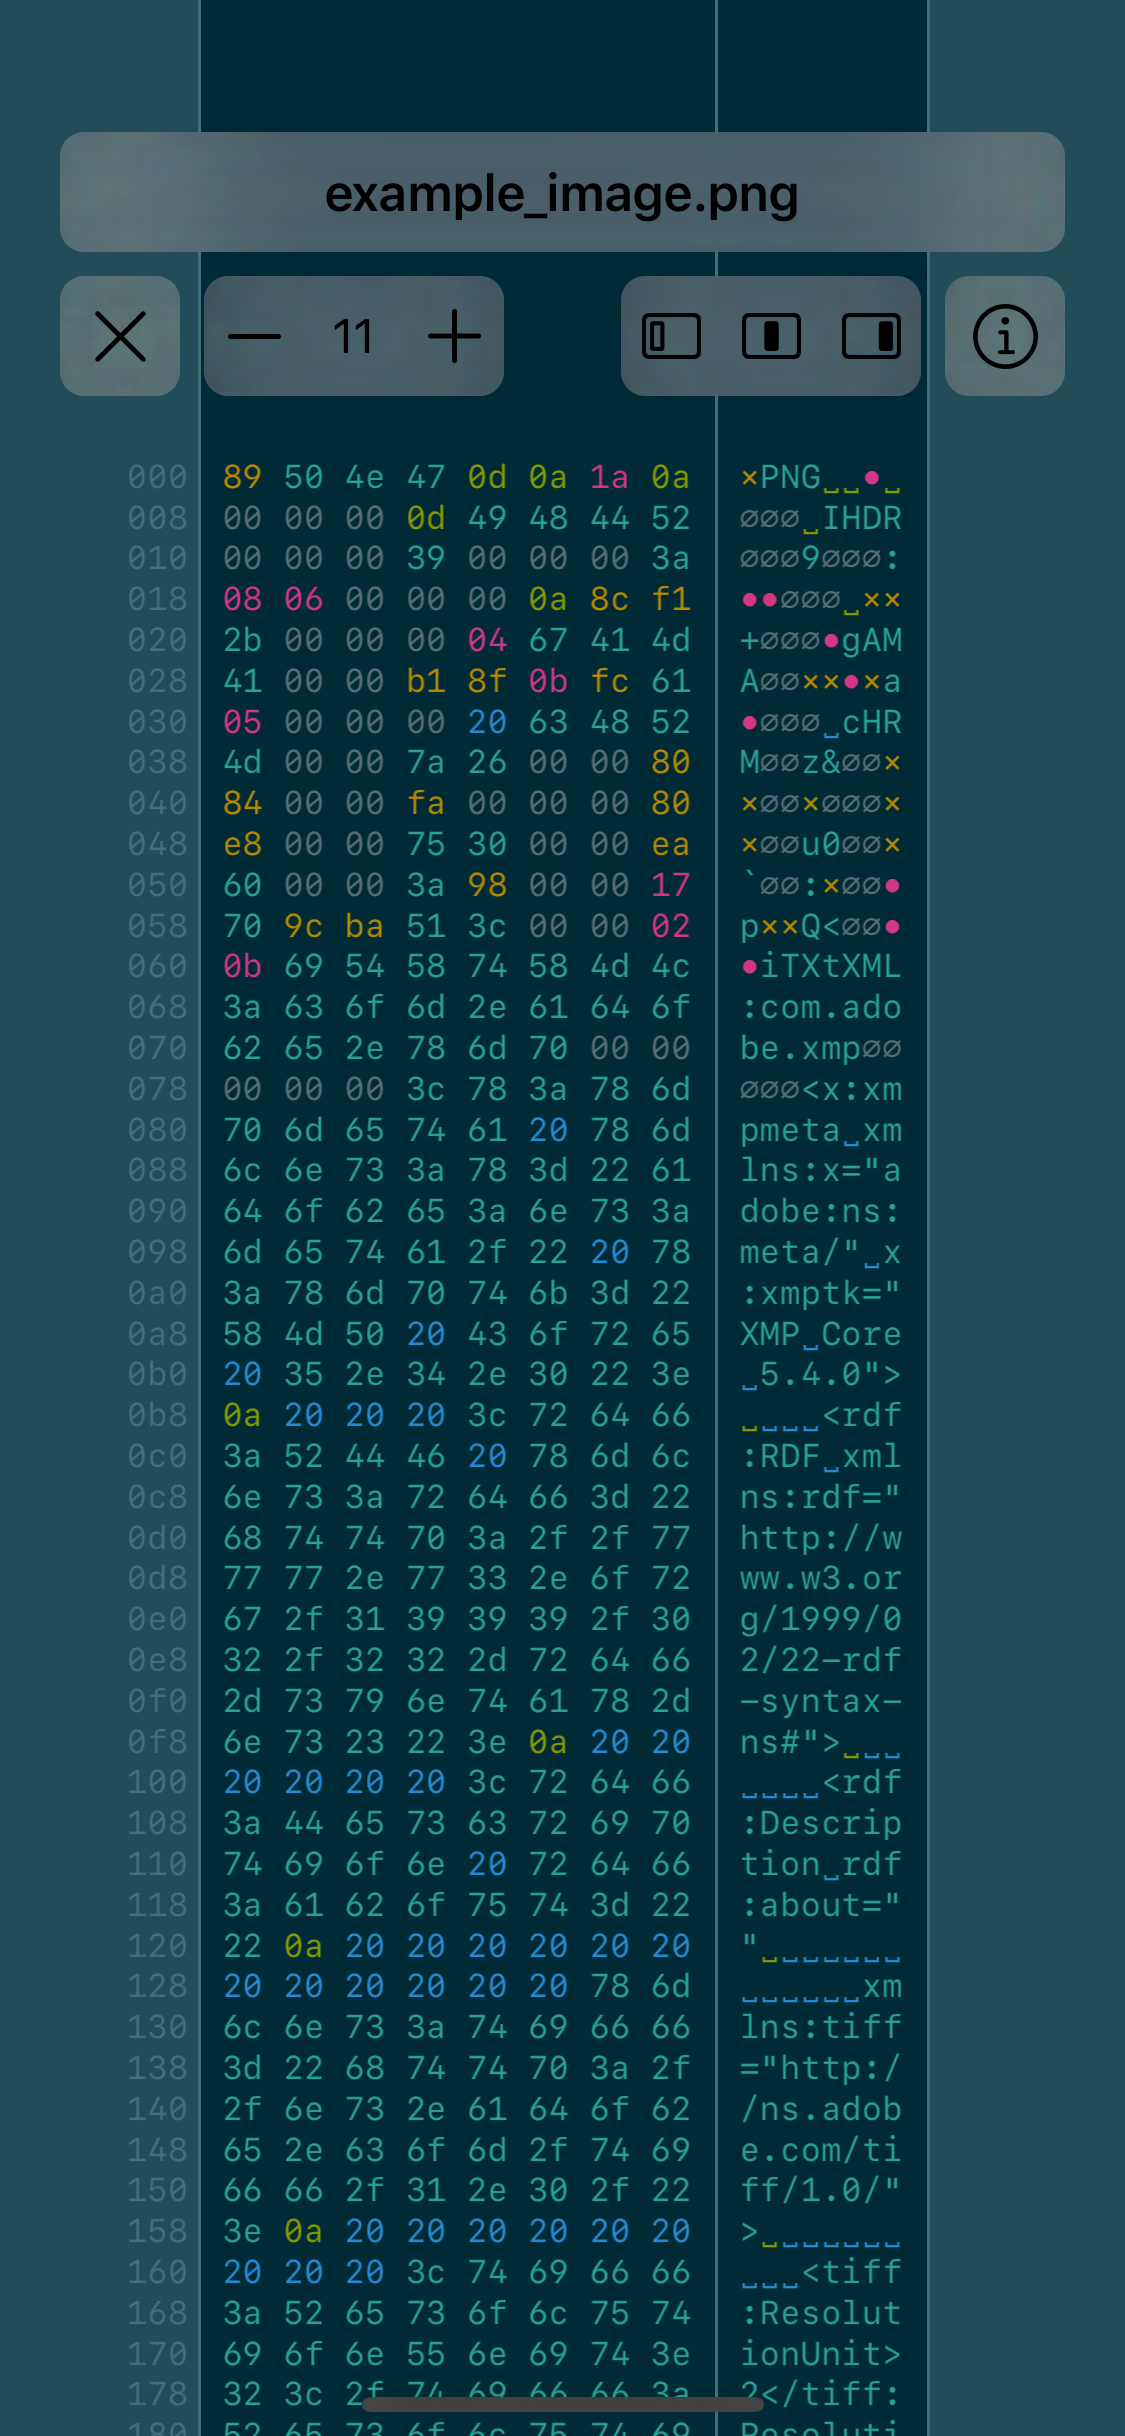 example_image.png
11
000 89 50 4e 47 0d 0a 1a 0a ×PNG␣␣•␣
008 00 00 00 0d 49 48 44 52 ∅∅∅␣IHDR
010 00 00 00 39 00 00 00 3a ∅∅∅9∅∅∅:
018 08 06 00 00 00 0a 8c f1 ••∅∅∅␣××
020 2b 00 00 00 04 67 41 4d +∅∅∅•gAM
028 41 00 00 b1 8f 0b fc 61 A∅∅××•×a
030 05 00 00 00 20 63 48 52 •∅∅∅␣cHR
038 4d 00 00 7a 26 00 00 80 M∅∅z&∅∅×
040 84 00 00 fa 00 00 00 80 ×∅∅×∅∅∅×
048 e8 00 00 75 30 00 00 ea ×∅∅u0∅∅×
050 60 00 00 3a 98 00 00 17 `∅∅:×∅∅•
058 70 9c ba 51 3c 00 00 02 p××Q<∅∅•
060 0b 69 54 58 74 58 4d 4c •iTXtXML
068 3a 63 6f 6d 2e 61 64 6f :com.ado
070 62 65 2e 78 6d 70 00 00 be.xmp∅∅
078 00 00 00 3c 78 3a 78 6d ∅∅∅<x:xm
080 70 6d 65 74 61 20 78 6d pmeta␣xm
088 6c 6e 73 3a 78 3d 22 61 lns:x="a
090 64 6f 62 65 3a 6e 73 3a dobe:ns:
098 6d 65 74 61 2f 22 20 78 meta/"␣x
0a0 3a 78 6d 70 74 6b 3d 22 :xmptk="
0a8 58 4d 50 20 43 6f 72 65 XMP␣Core
0b0 20 35 2e 34 2e 30 22 3e ␣5.4.0">
0b8 0a 20 20 20 3c 72 64 66 ␣␣␣␣<rdf
0c0 3a 52 44 46 20 78 6d 6c :RDF␣xml
0c8 6e 73 3a 72 64 66 3d 22 ns:rdf="
0d0 68 74 74 70 3a 2f 2f 77 http://w
0d8 77 77 2e 77 33 2e 6f 72 ww.w3.or
0e0 67 2f 31 39 39 39 2f 30 g/1999/0
0e8 32 2f 32 32 2d 72 64 66 2/22-rdf
0f0 2d 73 79 6e 74 61 78 2d -syntax-
0f8 6e 73 23 22 3e 0a 20 20 ns#">␣␣␣
100 20 20 20 20 3c 72 64 66 ␣␣␣␣<rdf
108 3a 44 65 73 63 72 69 70 :Descrip
110 74 69 6f 6e 20 72 64 66 tion␣rdf
118 3a 61 62 6f 75 74 3d 22 :about="
120 22 0a 20 20 20 20 20 20 "␣␣␣␣␣␣␣
128 20 20 20 20 20 20 78 6d ␣␣␣␣␣␣xm
130 6c 6e 73 3a 74 69 66 66 lns:tiff
138 3d 22 68 74 74 70 3a 2f ="http:/
140 2f 6e 73 2e 61 64 6f 62 /ns.adob
148 65 2e 63 6f 6d 2f 74 69 e.com/ti
150 66 66 2f 31 2e 30 2f 22 ff/1.0/"
158 3e 0a 20 20 20 20 20 20 >␣␣␣␣␣␣␣
160 20 20 20 3c 74 69 66 66 ␣␣␣<tiff
168 3a 52 65 73 6f 6c 75 74 :Resolut
170 69 6f 6e 55 6e 69 74 3e ionUnit>
178 32 3c 2f 74 69 66 66 3a 2</tiff:
180 52 65 73 6f 6c 75 74 69 Resoluti